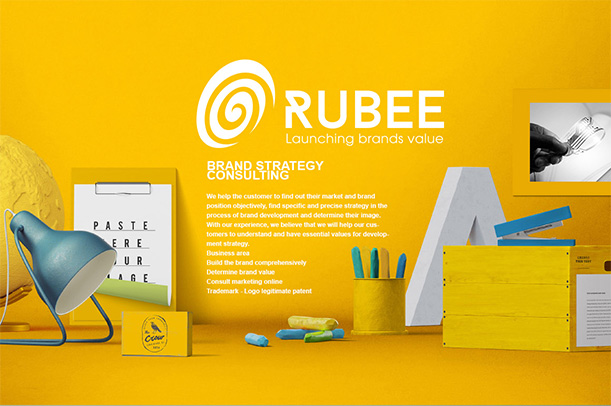 RUBEE
Launching brands value
BRAND STRATEGY
CONSULTING
We help the customer to find out their market and brand
position objectively, find specific end precise strategy in the
process of brand development and determine their image.
With our experience, we believe that we will help our cus-
tomers to understand and have essential values for develop-
ment strategy.
Business area
Build the brand comprehensively
Determine brand value
Consult marketing online
Trademark - Logo legitimate patent
PASTE
HERE
OUR
MAGE
Colour
A